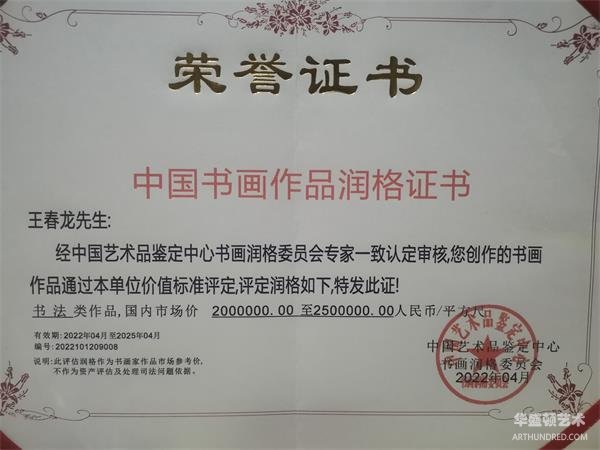 荣誉证书
中国书画作品润格证书
王春龙先生:
经中国艺术品鉴定中心书画润格委员会专家一致认定审核,您创作的书画
作品通过本单位价值标准评定,评定润格如下,特发此证!
书 法 类作品,国内市场价 2000000.00 至2500000.00人民币/平方尺
有效期:2022年04月至2025年04月
编号:2022101209008
说明:此评估润格作为书画家作品市场参考价,
不作为资产评估及处理司法问题依据。
中国艺术品鉴定中心
书画润格委员会
2022年04月
华盛顿艺术
ARTHUNDRED.COM